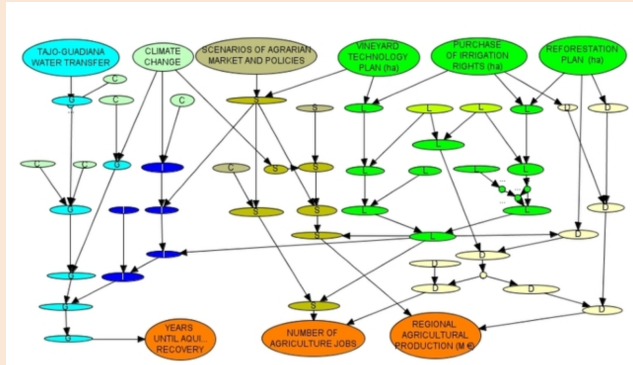 TAJO-GUADIANA
WATER TRANSFER
CLIMATE
CHANGE
SCENARIOS OF AGRARIAN
MARKET AND POLICIES
VINEYARD
TECHNOLOGY
PLAN (ha)
PURCHASE OF
IRRIGATION
RIGHTS (ha)
REFORESTATION
PLAN (ha)
C
G
C
C
S
S
L
L
L
L
D
D
L
C
C
G
I
S
S
C
L
L
L
L
G
I
I
S
S
L
L
L
D
I
S
L
D
D
D
G
I
G
S
D
D
D
G
YEARS
UNTIL AQUI...
RECOVERY
NUMBER OF
AGRICULTURE JOBS
REGIONAL
AGRICULTURAL
PRODUCTION (M €)